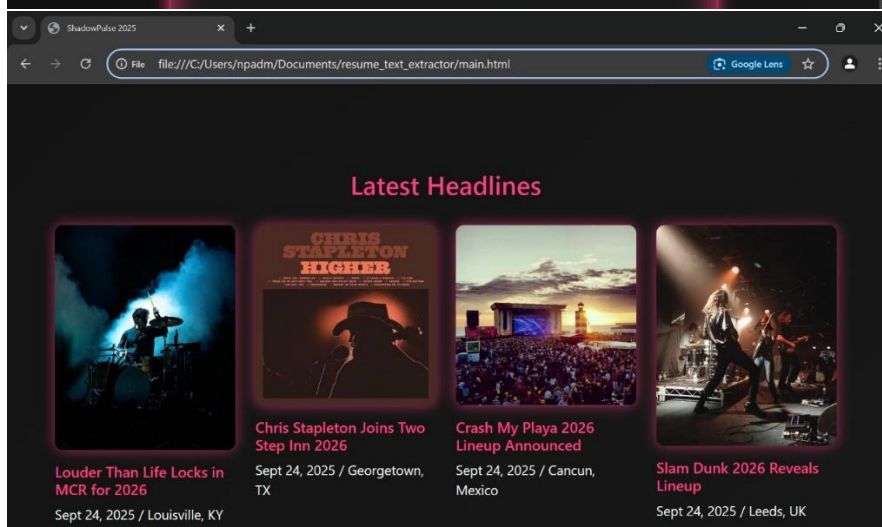 ShadowPulse 2025
File file:///C:/Users/npadm/Documents/resume_text_extractor/main.html Google Lens
Latest Headlines
CHRIS
STAPLETON
HIGHER
Louder Than Life Locks in
MCR for 2026
Sept 24, 2025 / Louisville, KY
Chris Stapleton Joins Two
Step Inn 2026
Sept 24, 2025 / Georgetown,
TX
Crash My Playa 2026
Lineup Announced
Sept 24, 2025 / Cancun,
Mexico
Slam Dunk 2026 Reveals
Lineup
Sept 24, 2025 / Leeds, UK